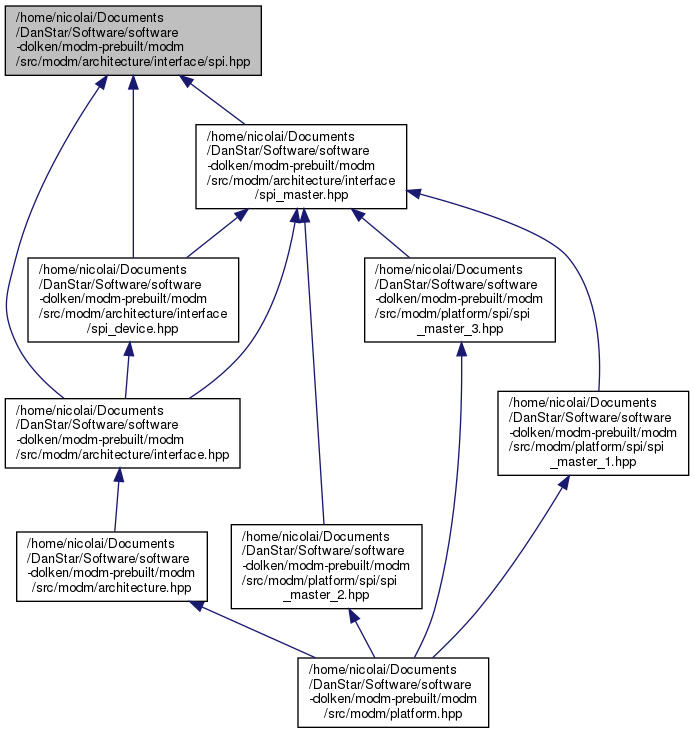 /home/nicolai/Documents
/DanStar/Software/software
-dolken/modm-prebuilt/modm
/src/modm/architecture/interface/spi.hpp
/home/nicolai/Documents
/DanStar/Software/software
-dolken/modm-prebuilt/modm
/src/modm/architecture/interface
/spi_master.hpp
/home/nicolai/Documents
/DanStar/Software/software
-dolken/modm-prebuilt/modm
/src/modm/architecture/interface
/spi_device.hpp
/home/nicolai/Documents
/DanStar/Software/software
-dolken/modm-prebuilt/modm
/src/modm/platform/spi/spi
_master_3.hpp
/home/nicolai/Documents
/DanStar/Software/software
-dolken/modm-prebuilt/modm
/src/modm/architecture/interface.hpp
/home/nicolai/Documents
/DanStar/Software/software
-dolken/modm-prebuilt/modm
/src/modm/platform/spi/spi
_master_1.hpp
/home/nicolai/Documents
/DanStar/Software/software
-dolken/modm-prebuilt/modm
/src/modm/architecture.hpp
/home/nicolai/Documents
/DanStar/Software/software
-dolken/modm-prebuilt/modm
/src/modm/platform/spi/spi
_master_2.hpp
/home/nicolai/Documents
/DanStar/Software/software
-dolken/modm-prebuilt/modm
/src/modm/platform.hpp